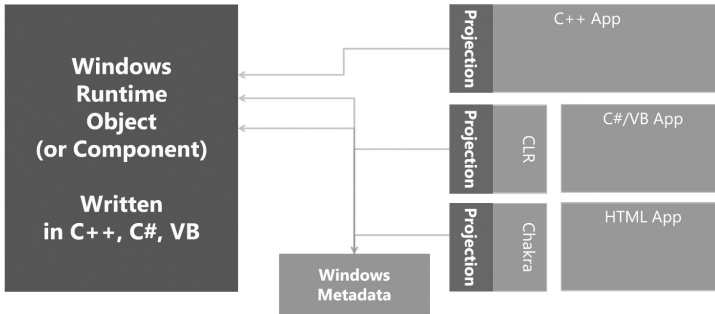 Windows
Runtime
Object
(or Component)
Written
in C++, C#, VB
Projection
C++ App
Projection
CLR
C#/VB App
Projection
Chakra
HTML App
Windows
Metadata